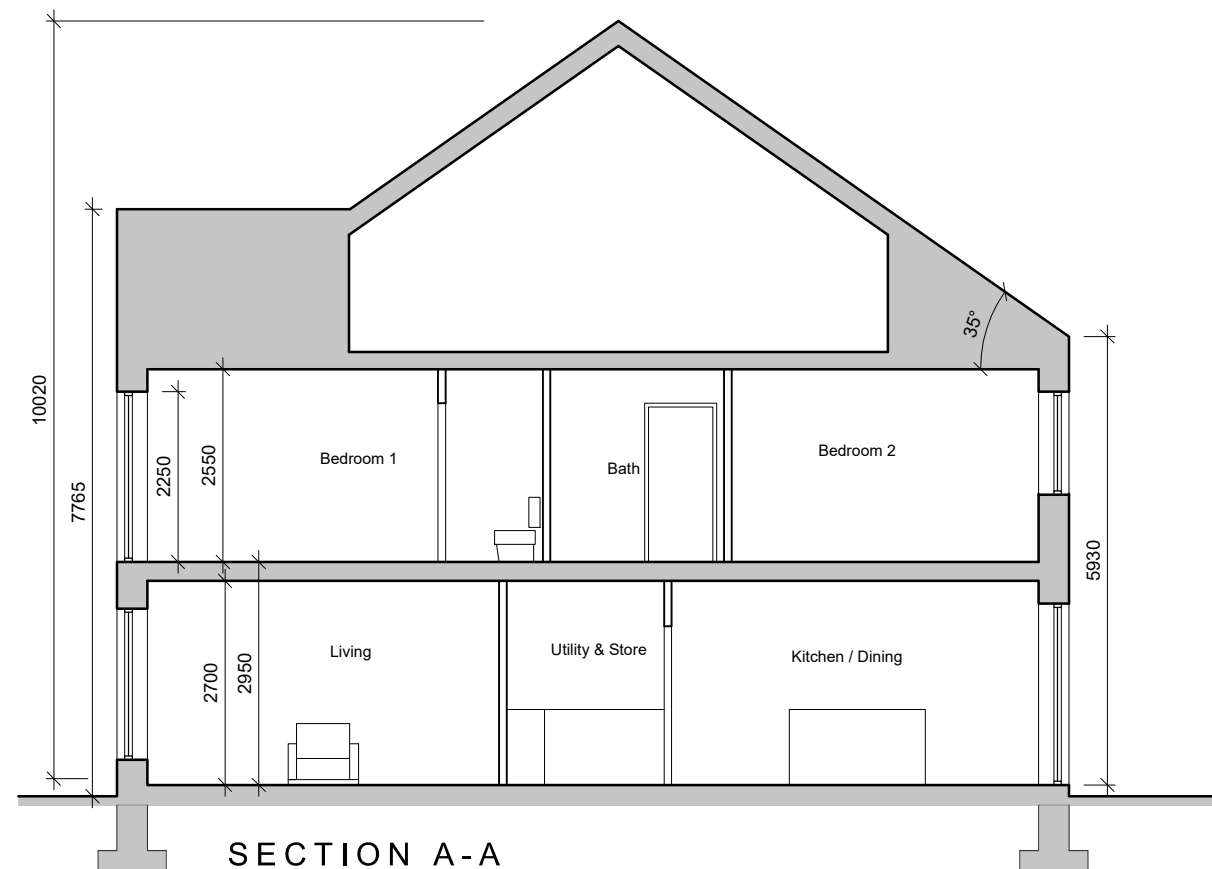 10020
7765
35°
2250
2550
Bedroom 1
Bath
Bedroom 2
5930
2700
2950
Living
Utility & Store
Kitchen / Dining
SECTION A-A